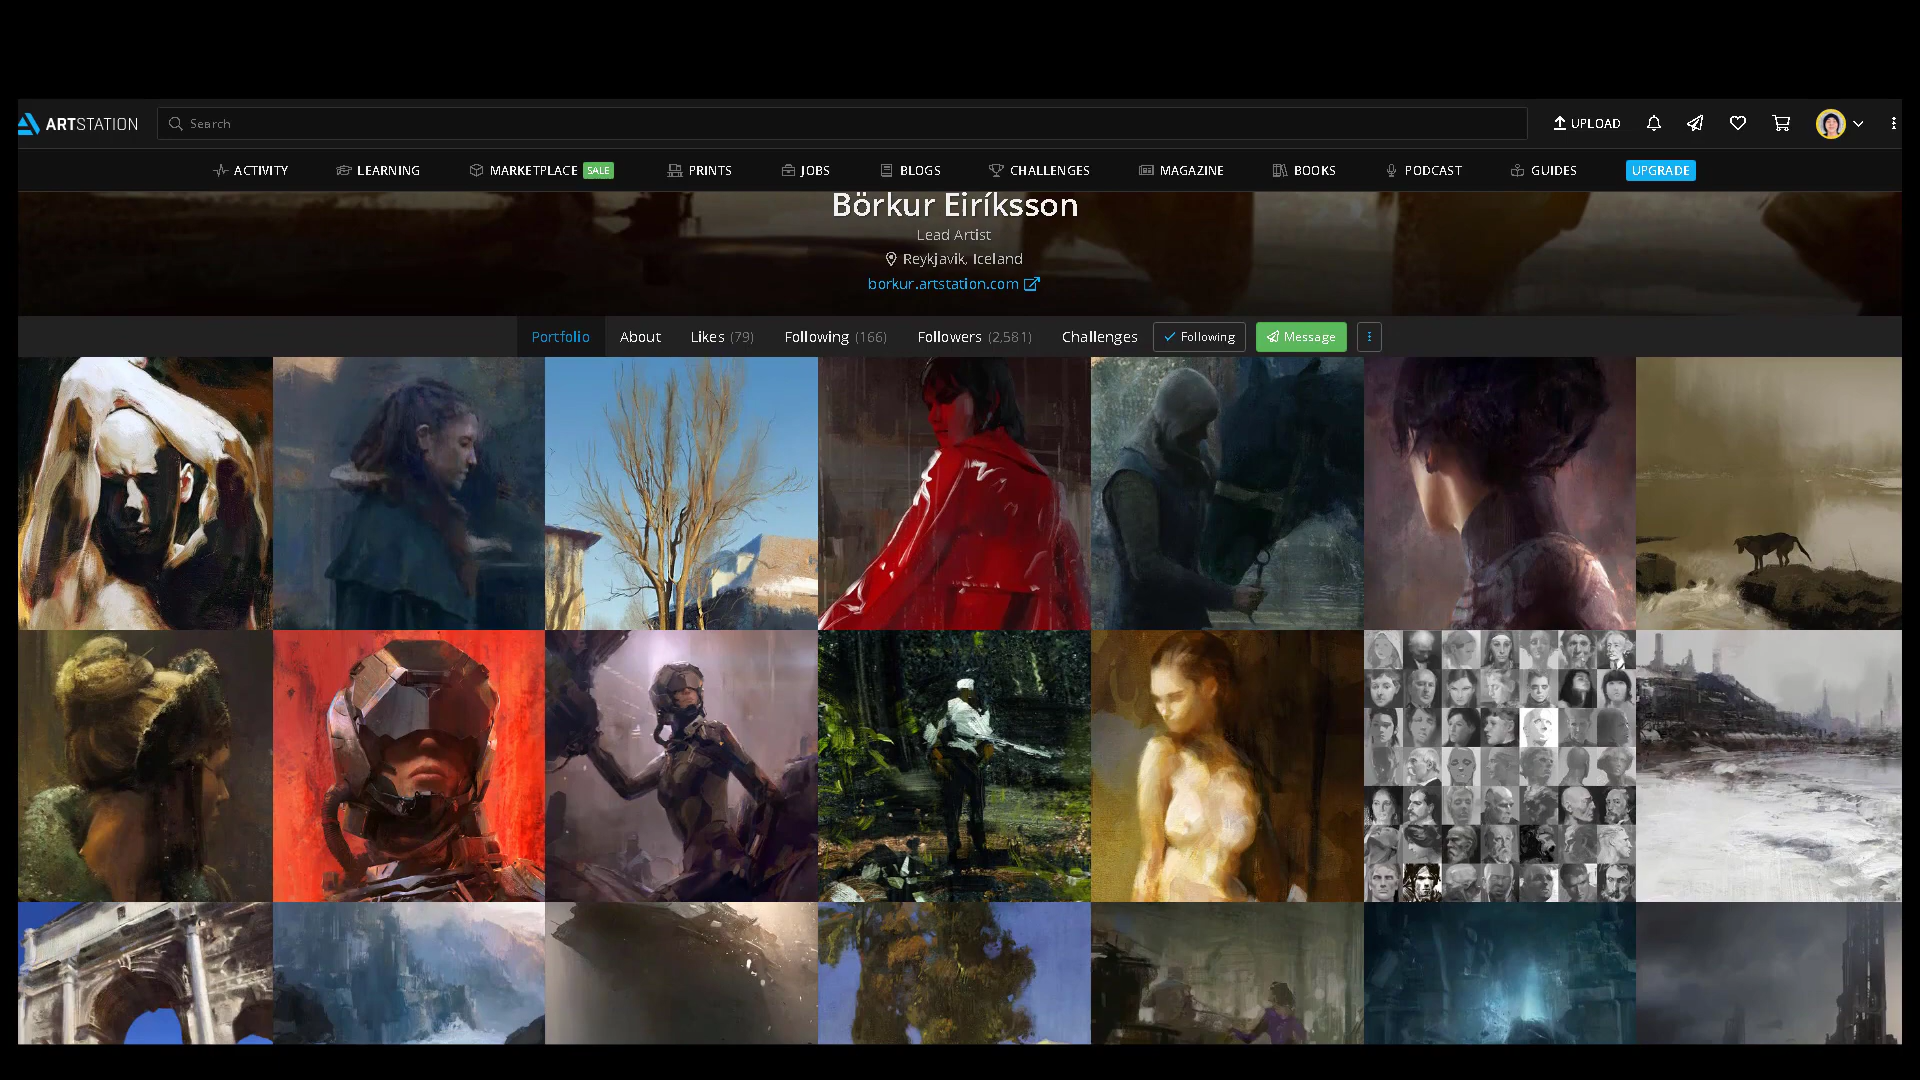 ARTSTATION
Search
UPLOAD
ACTIVITY
LEARNING
MARKETPLACE SALE
PRINTS
JOBS
BLOGS
CHALLENGES
MAGAZINE
BOOKS
PODCAST
GUIDES
UPGRADE
Börkur Eiríksson
Lead Artist
Reykjavik, Iceland
borkur.artstation.com
Portfolio
About
Likes (79)
Following (166)
Followers (2,581)
Challenges
Following
Message